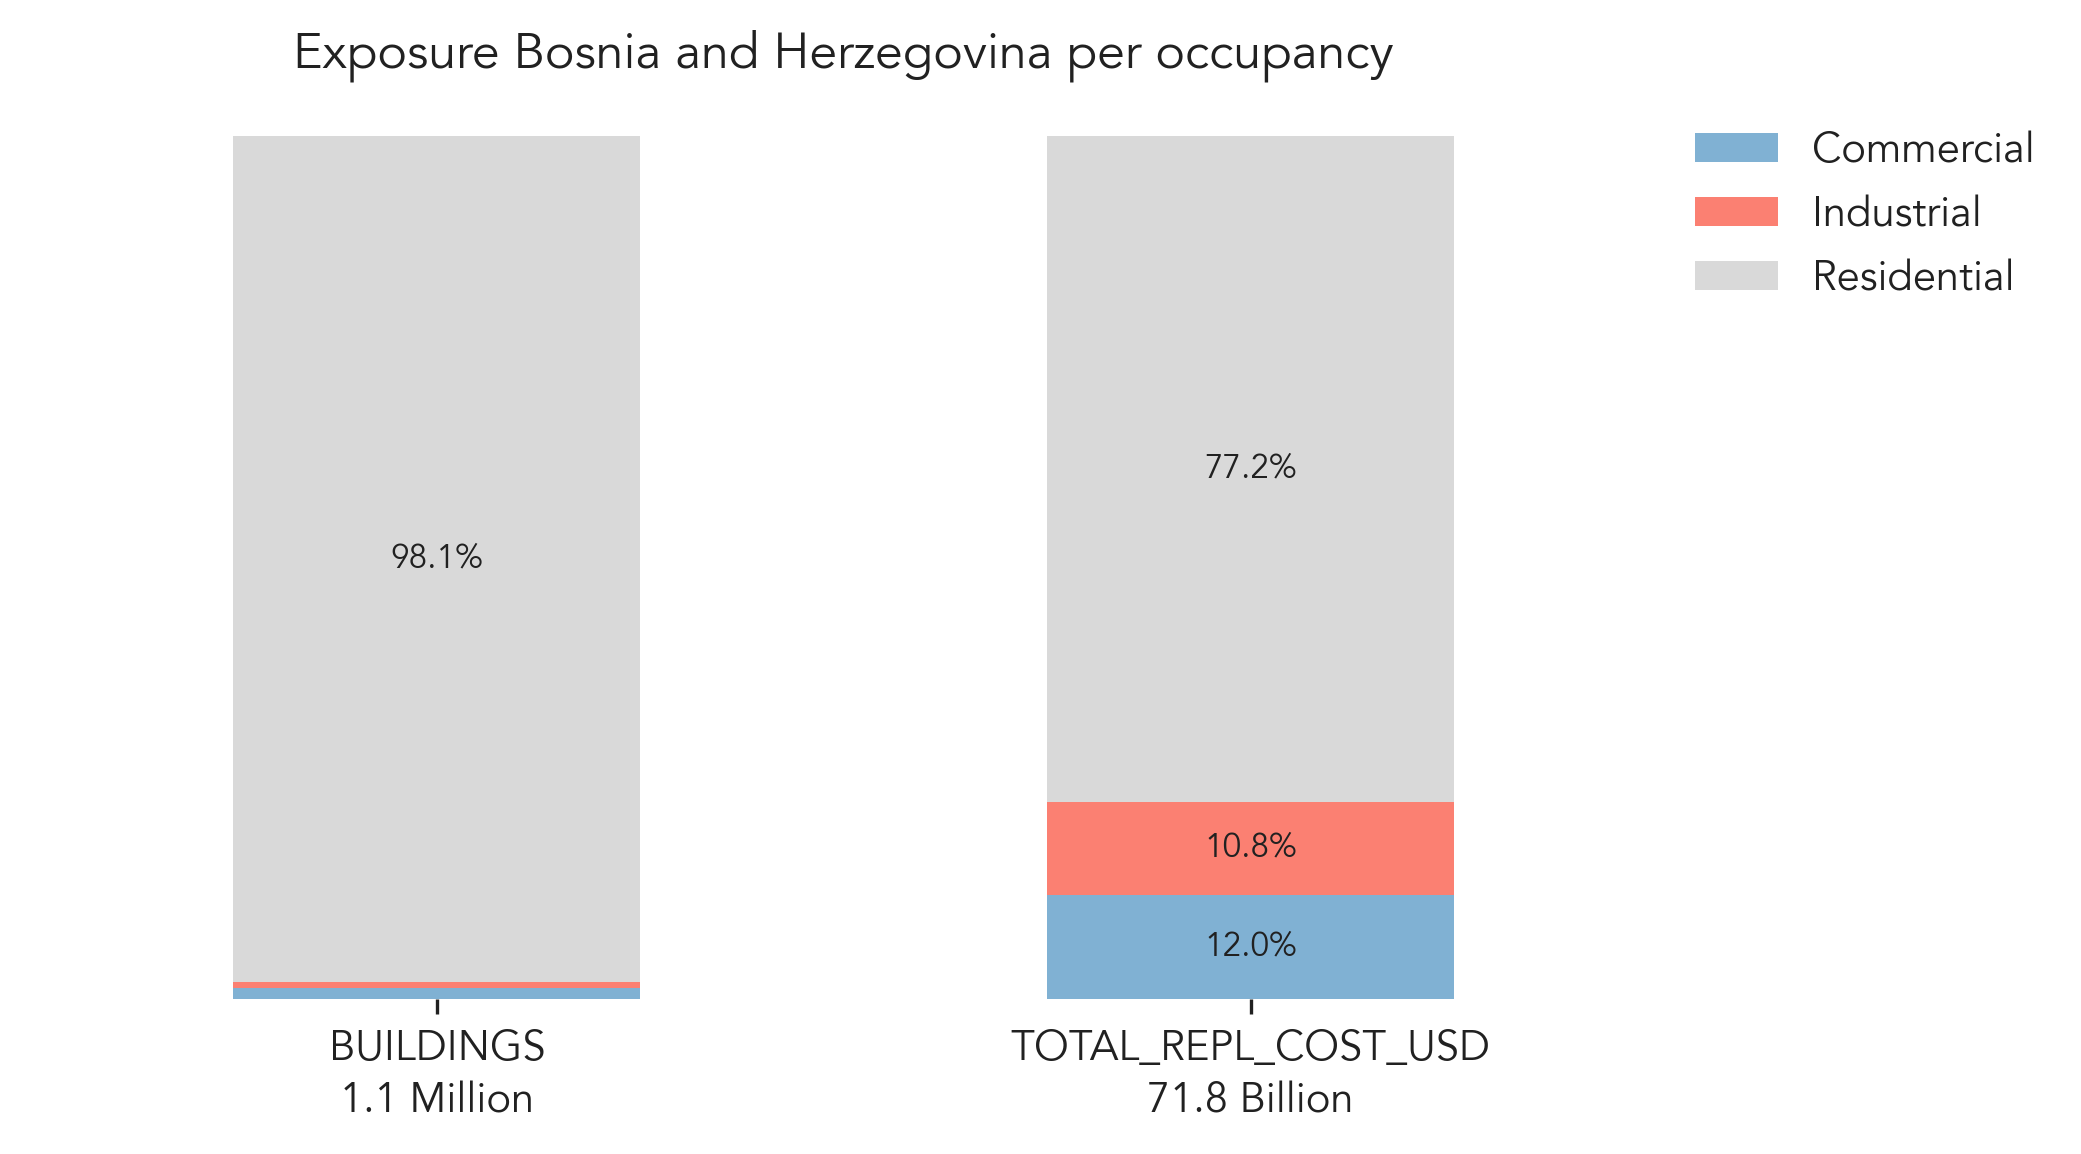 Exposure Bosnia and Herzegovina per occupancy
Commercial
Industrial
Residential
98.1%
77.2%
10.8%
12.0%
BUILDINGS
1.1 Million
TOTAL_REPL_COST_USD
71.8 Billion